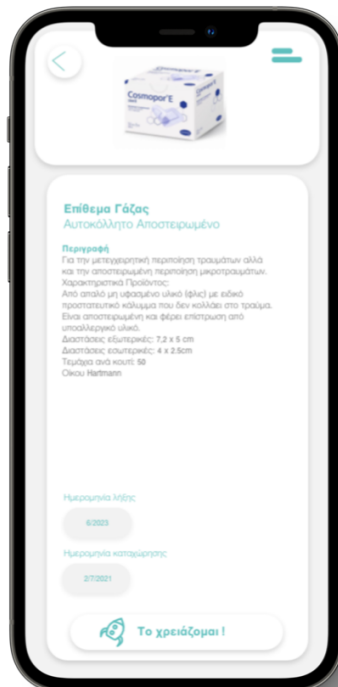 Cosmopor E
Επίθεμα Γάζας
Αυτοκόλλητο Αποστειρωμένο
Περιγραφή
Για την μετεγχειρητική περιποίηση τραυμάτων αλλά
και την αποστειρωμένη περιποίηση μικροτραυμάτων.
Χαρακτηριστικά Προϊόντος:
Από απαλό μη υφασμένο υλικό (φλις) με ειδικό
προστατευτικό κάλυμμα που δεν κολλάει στο τραύμα.
Είναι αποστειρωμένη και φέρει επίστρωση από
υποαλλεργικό υλικό.
Διαστάσεις εξωτερικές: 7,2 x 5 cm
Διαστάσεις εσωτερικές: 4 x 2.5cm
Τεμάχια ανά κουτί: 50
Οίκου Hartmann
Ημερομηνία λήξης
6/2025
Ημερομηνία καταχώρησης
2/7/2021
Το χρειάζομαι !